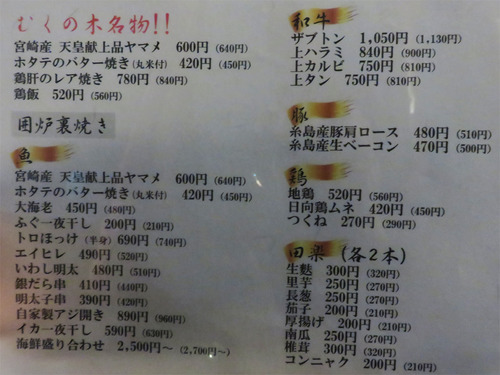 むくの木名物!!
宮崎産 天皇献上品ヤマメ 600円 (640円)
ホタテのバター焼き(丸米付) 420円 (450円)
鶏肝のレア焼き 780円 (840円)
鶏飯 520円 (560円)
囲炉裏焼き
魚
宮崎産 天皇献上品ヤマメ 600円 (640円)
ホタテのバター焼き(丸米付) 420円 (450円)
大海老 450円 (480円)
ふぐ一夜干し 200円 (210円)
トロほっけ (半身) 690円 (740円)
エイヒレ 490円 (520円)
いわし明太 480円 (510円)
銀だら串 410円 (440円)
明太子串 390円 (420円)
自家製アジ開き 890円 (960円)
イカ一夜干し 590円 (630円)
海鮮盛り合わせ 2,500円~ (2,700円~)
和牛
ザブトン 1,050円 (1,130円)
上ハラミ 840円 (900円)
上カルビ 750円 (810円)
上タン 750円 (810円)
豚
糸島産豚肩ロース 480円 (510円)
糸島産生ベーコン 470円 (500円)
鶏
地鶏 520円 (560円)
日向鶏ムネ 420円 (450円)
つくね 270円 (290円)
田楽 (各2本)
生麩 300円 (320円)
里芋 250円 (270円)
長葱 250円 (270円)
茄子 200円 (210円)
厚揚げ 200円 (210円)
南瓜 250円 (270円)
椎茸 300円 (320円)
コンニャク 200円 (210円)